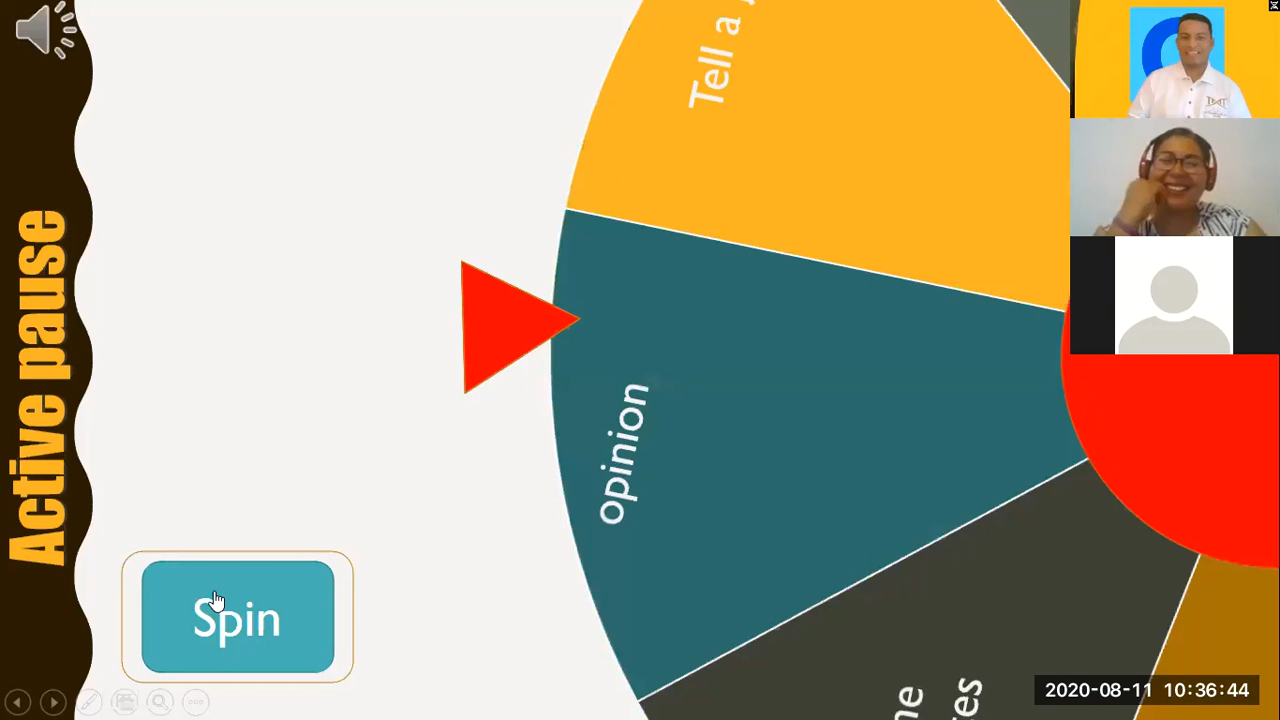 Active pause
Tell a
opinion
Spin
2020-08-11 10:36:44